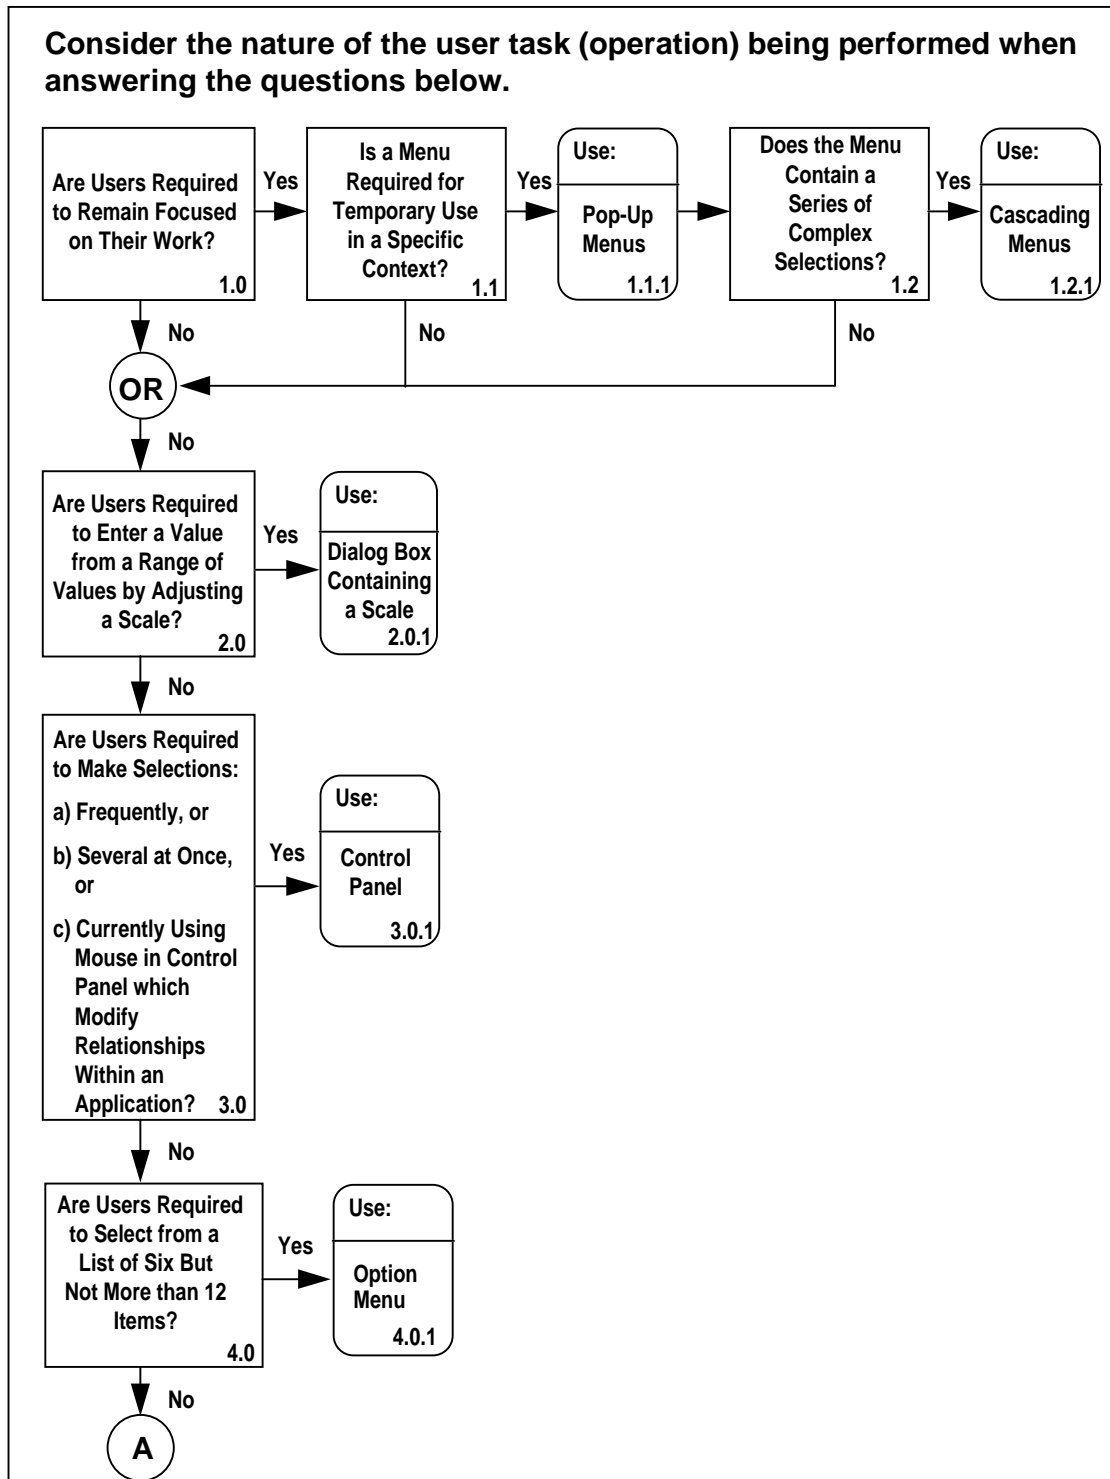 Consider the nature of the user task (operation) being performed when
answering the questions below.
Are Users Required
to Remain Focused
on Their Work?
1.0
Yes
Is a Menu
Required for
Temporary Use
in a Specific
Context?
1.1
Yes
Use:
Pop-Up
Menus
1.1.1
Does the Menu
Contain a
Series of
Complex
Selections?
1.2
Yes
Use:
Cascading
Menus
1.2.1
No
No
No
OR
No
Are Users Required
to Enter a Value
from a Range of
Values by Adjusting
a Scale?
2.0
Yes
Use:
Dialog Box
Containing
a Scale
2.0.1
No
Are Users Required
to Make Selections:
a) Frequently, or
b) Several at Once,
or
c) Currently Using
Mouse in Control
Panel which
Modify
Relationships
Within an
Application?
3.0
Yes
Use:
Control
Panel
3.0.1
No
Are Users Required
to Select from a
List of Six But
Not More than 12
Items?
4.0
Yes
Use:
Option
Menu
4.0.1
No
A